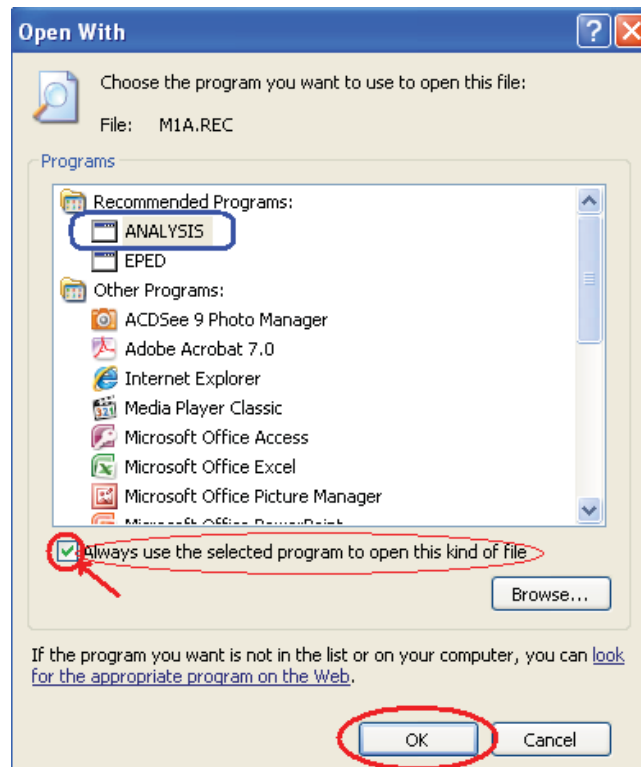 Open With
Choose the program you want to use to open this file:
File: M1A.REC
Programs
Recommended Programs:
ANALYSIS
EPED
Other Programs:
ACDSee 9 Photo Manager
Adobe Acrobat 7.0
Internet Explorer
Media Player Classic
Microsoft Office Access
Microsoft Office Excel
Microsoft Office Picture Manager
Microsoft Office PowerPoint
Always use the selected program to open this kind of file
Browse...
If the program you want is not in the list or on your computer, you can look
for the appropriate program on the Web.
OK Cancel